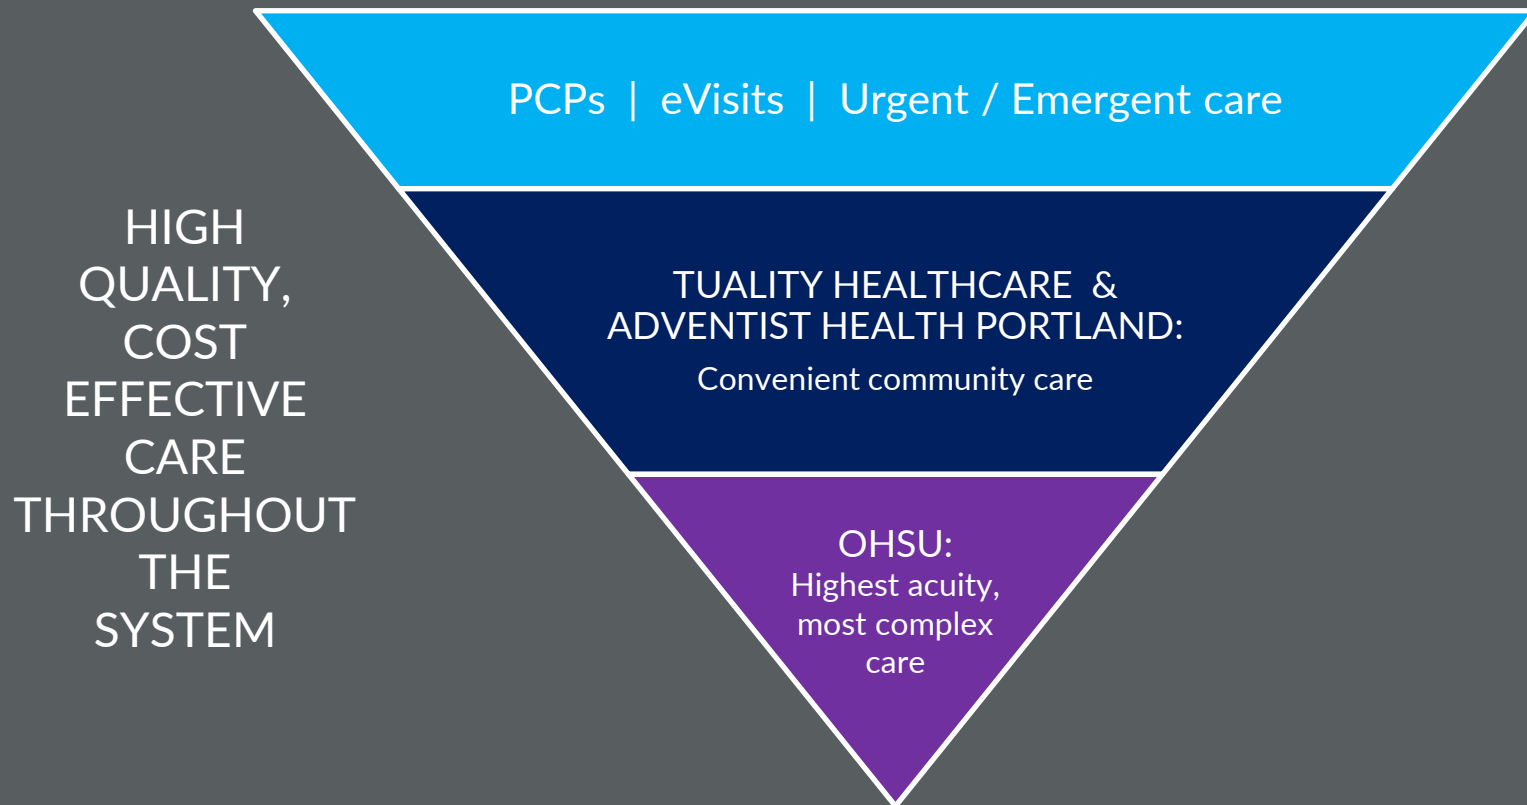 HIGH
QUALITY,
COST
EFFECTIVE
CARE
THROUGHOUT
THE
SYSTEM
PCPs | eVisits | Urgent / Emergent care
TUALITY HEALTHCARE &
ADVENTIST HEALTH PORTLAND:
Convenient community care
OHSU:
Highest acuity,
most complex
care